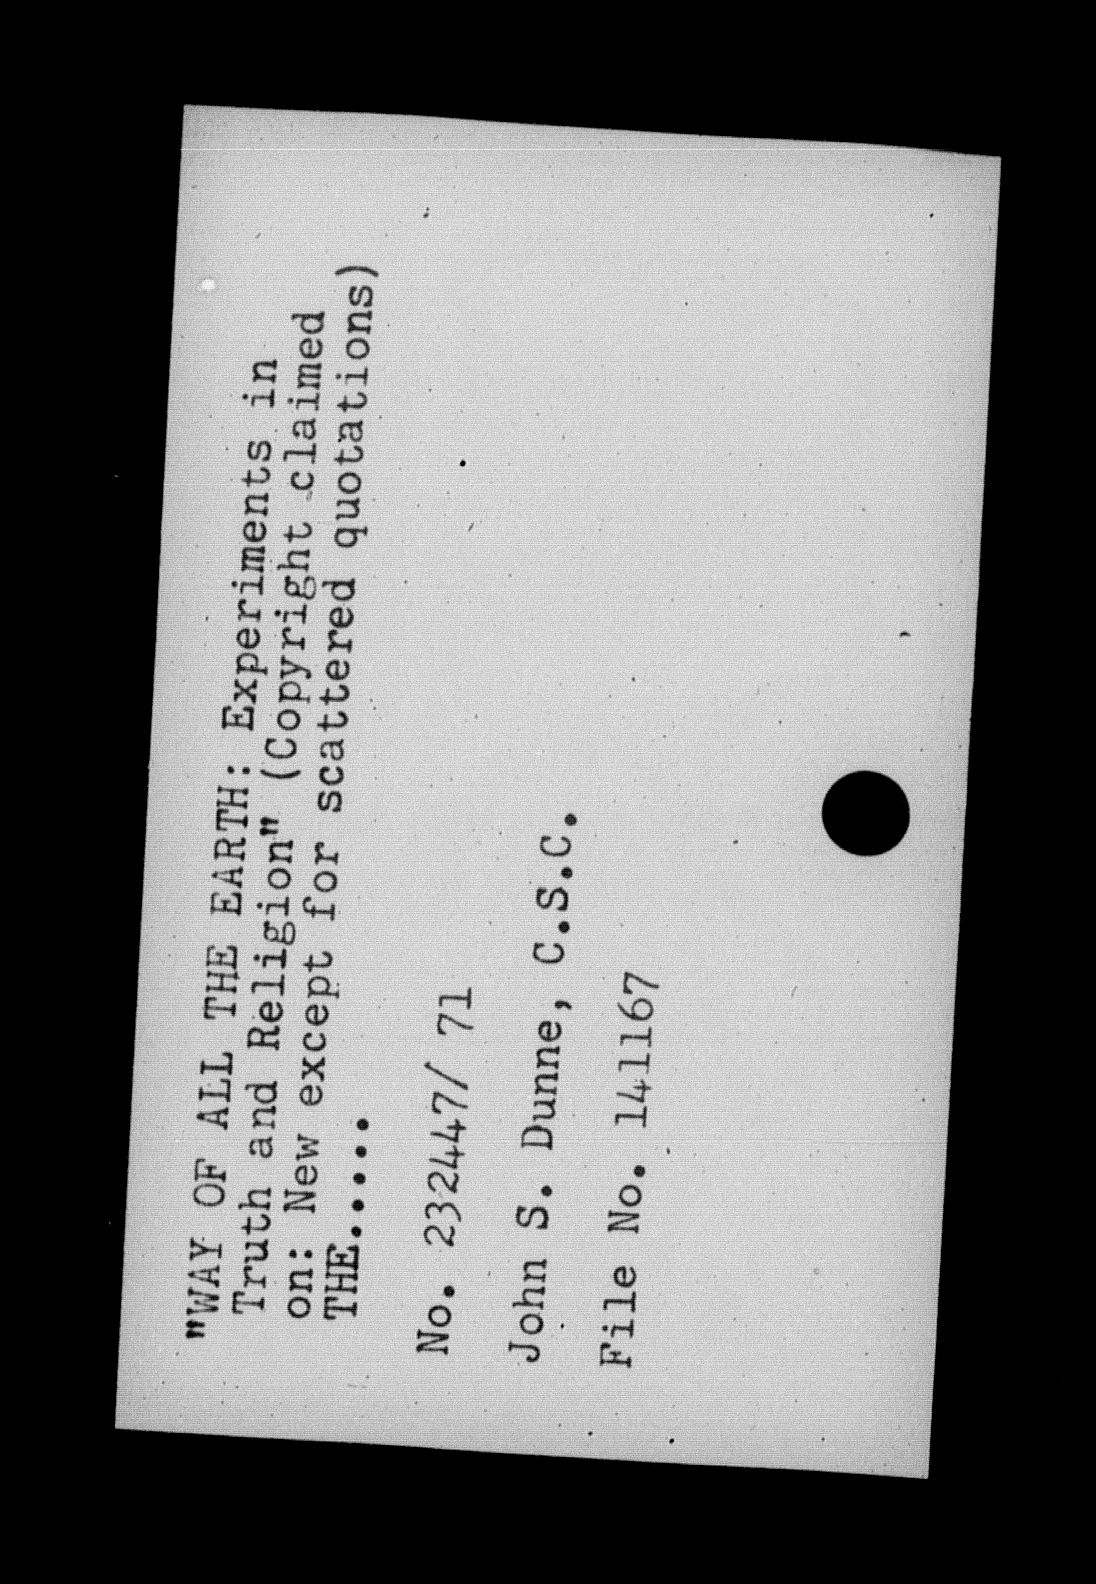 "WAY OF ALL THE EARTH: Experiments in
Truth and Religion" (Copyright claimed
on: New except for scattered quotations)
THE.....
No. 232447/ 71
John S. Dunne, C.S.C.
File No. 141167